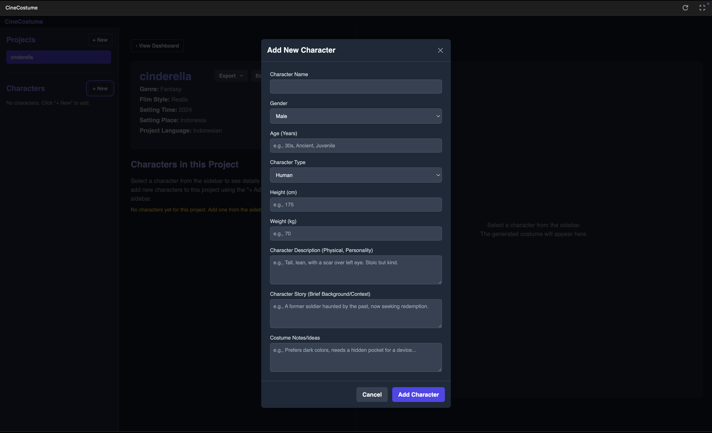 CineCostume
CineCostume
Projects
+ New
cinderella
Characters
+ New
No characters. Click "+ New" to add.
‹ View Dashboard
cinderella
Export
Genre: Fantasy
Film Style: Realis
Setting Time: 2024
Setting Place: Indonesia
Project Language: Indonesian
Characters in this Project
Select a character from the sidebar to see details
add new characters to this project using the
sidebar.
No characters yet for this project. Add one from the
Add New Character
Character Name
Gender
Male
Age (Years)
e.g., 30s, Ancient, Juvenile
Character Type
Human
Height (cm)
e.g., 175
Weight (kg)
e.g., 70
Character Description (Physical, Personality)
e.g., Tall, lean, with a scar over left eye. Stoic but kind.
Character Story (Brief Background/Context)
e.g., A former soldier haunted by the past, now seeking redemption.
Costume Notes/Ideas
e.g., Prefers dark colors, needs a hidden pocket for a device...
Cancel
Add Character
Select a character from the sidebar.
The generated costume will appear here.